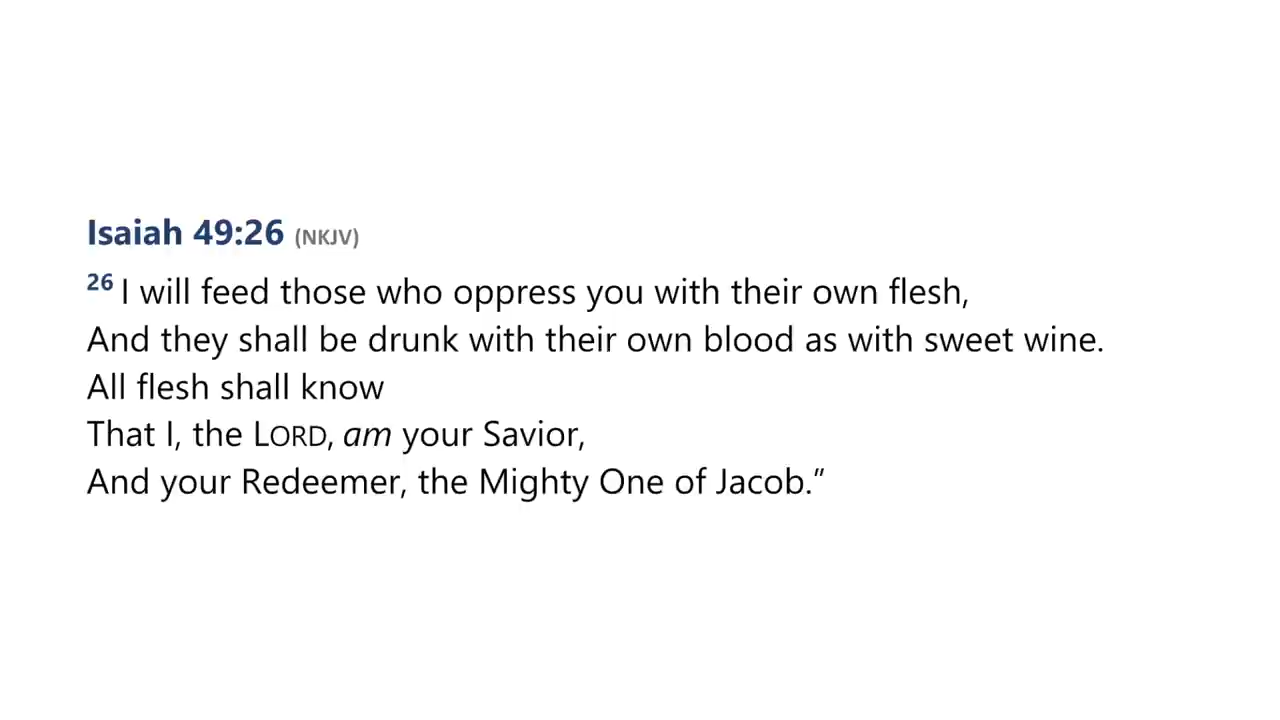 Isaiah 49:26 (NKJV)
26 I will feed those who oppress you with their own flesh,
And they shall be drunk with their own blood as with sweet wine.
All flesh shall know
That I, the LORD, am your Savior,
And your Redeemer, the Mighty One of Jacob.”